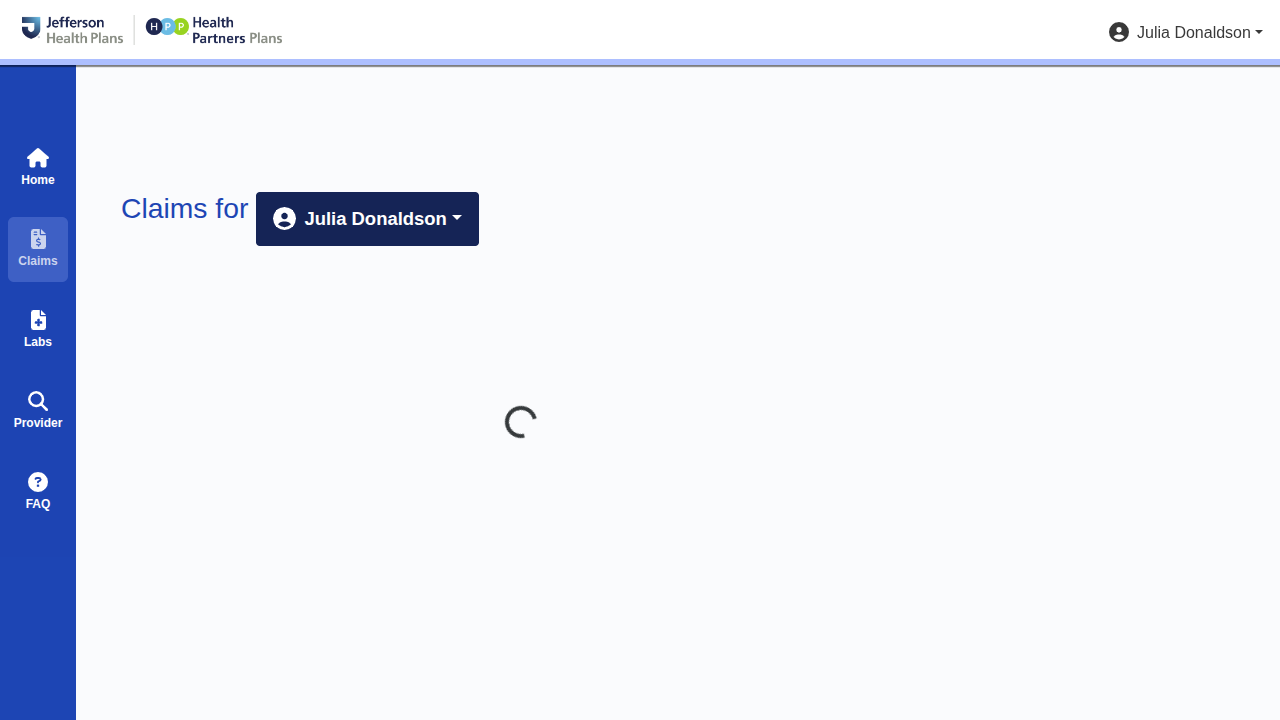 Jefferson
Health Plans
HPP
Health
Partners Plans
Julia Donaldson
Home
Claims
Labs
Provider
FAQ
Claims for
Julia Donaldson